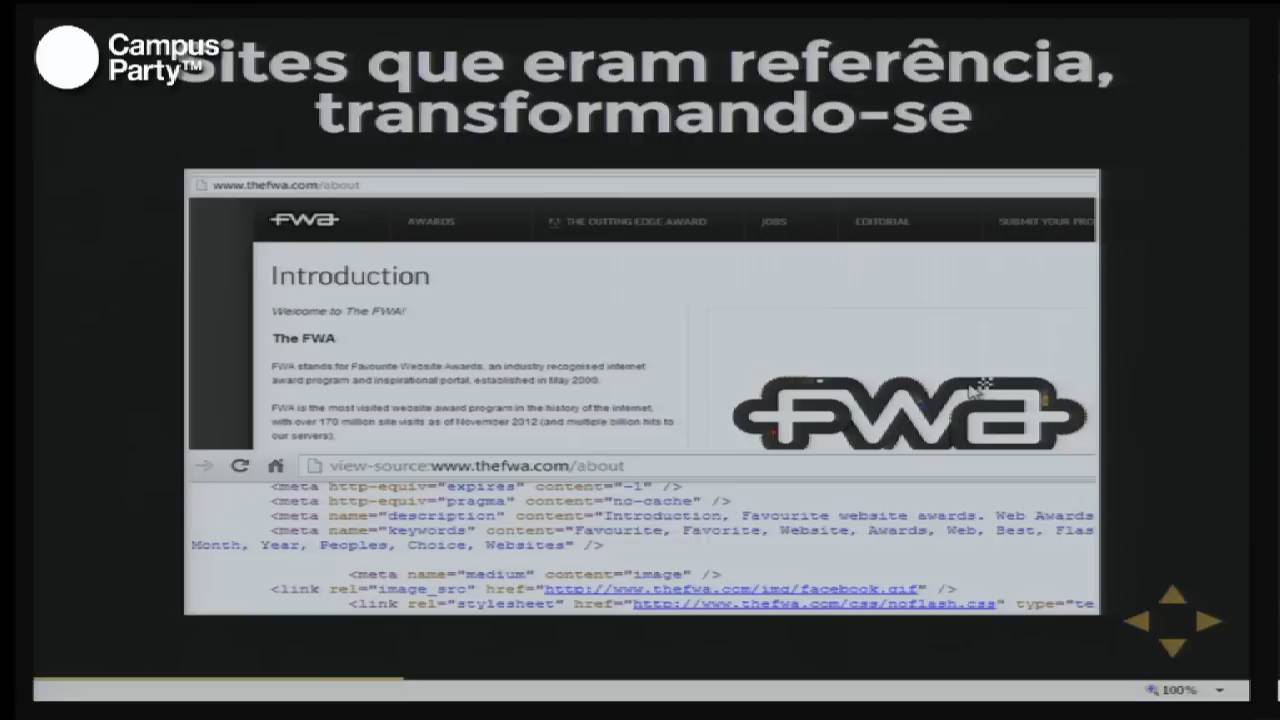 Campus
Party™
Sites que eram referência,
transformando-se
www.thefwa.com/about
FWA
AWARDS
THE CUTTING EDGE AWARD
JOBS
EDITORIAL
SUBMIT YOUR PRO
Introduction
Welcome to The FWA!
The FWA
FWA stands for Favourite Website Awards, an industry recognised internet
award program and inspirational portal, established in May 2000.
FWA is the most visited website award program in the history of the internet,
with over 170 million site visits as of November 2012 (and multiple billion hits to
our servers).
FWA
view-source:www.thefwa.com/about
<meta http-equiv="expires" content="-1" />
<meta http-equiv="pragma" content="no-cache" />
<meta name="description" content="Introduction, Favourite website awards. Web Awards
<meta name="keywords" content="Favourite, Favorite, Website, Awards, Web, Best, Flas
Month, Year, Peoples, Choice, Websites" />
<meta name="medium" content="image" />
<link rel="image_src" href="http://www.thefwa.com/img/facebook.gif" />
<link rel="stylesheet" href="http://www.thefwa.com/css/noflash.css" type="te
100%